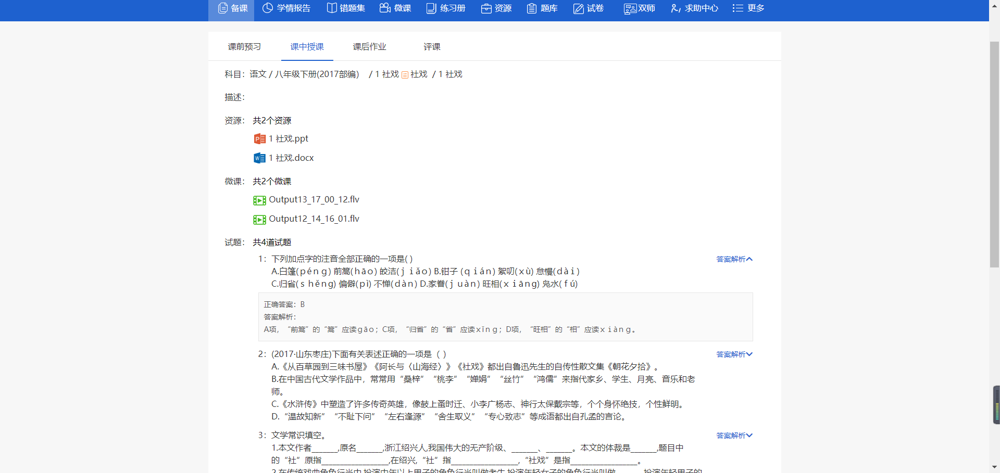 备课 学情报告 错题集 微课 练习册 资源 题库 试卷 双师 求助中心 更多
课前预习 课中授课 课后作业 评课
科目：语文 / 八年级下册(2017部编) / 1 社戏 社戏 / 1 社戏
描述：
资源： 共2个资源
1 社戏.ppt
1 社戏.docx
微课： 共2个微课
Output13_17_00_12.flv
Output12_14_16_01.flv
试题： 共4道试题
1：下列加点字的注音全部正确的一项是( ) 答案解析
A.白篷(péng) 前篙(hāo) 皎洁(jiǎo) B.钳子 (qián) 絮叨(xù) 怠慢(dài)
C.归省(shěng) 偏僻(pì) 不惮(dàn) D.家眷(juàn) 旺相(xiāng) 凫水(fú)
正确答案：B
答案解析：
A项，“前篙”的“篙”应读gāo；C项，“归省”的“省”应读xǐng；D项，“旺相”的“相”应读xiàng。
2：(2017·山东枣庄)下面有关表述正确的一项是（ ） 答案解析
A.《从百草园到三味书屋》《阿长与〈山海经〉》《社戏》都出自鲁迅先生的自传性散文集《朝花夕拾》。
B.在中国古代文学作品中，常常用“桑梓”“桃李”“婵娟”“丝竹”“鸿儒”来指代家乡、学生、月亮、音乐和老
师。
C.《水浒传》中塑造了许多传奇英雄，像鼓上蚤时迁、小李广杨志、神行太保戴宗等，个个身怀绝技，个性鲜明。
D.“温故知新”“不耻下问”“左右逢源”“舍生取义”“专心致志”等成语都出自孔孟的言论。
3：文学常识填空。 答案解析
1.本文作者______,原名______,浙江绍兴人,我国伟大的无产阶级、______、______。本文的体裁是______,题目中
的“社”原指________________,在绍兴,“社”指________________,“社戏”是指________________。
2.在传统戏曲角色行当中,扮演中年以上男子的角色行当叫做老生,扮演年轻女子的角色行当叫做______,扮演年轻男子的